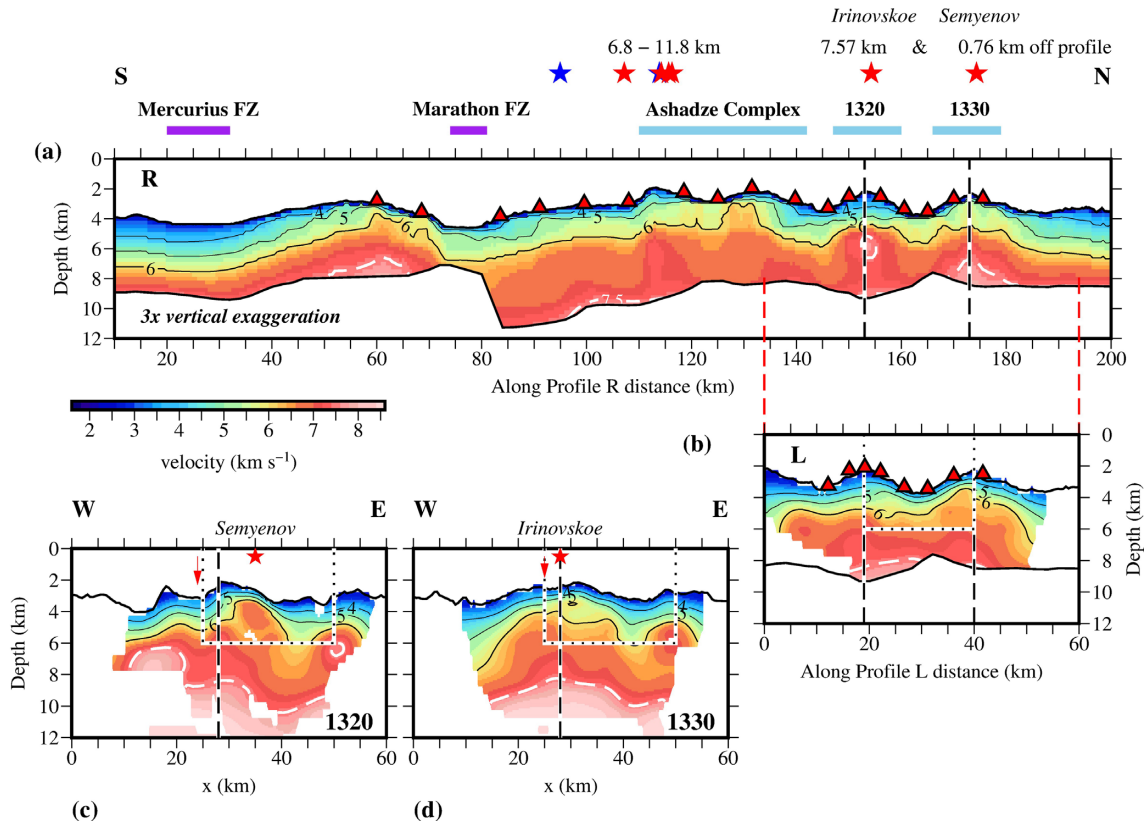 Irinovskoe Semyenov
6.8 − 11.8 km 7.57 km & 0.76 km off profile
S N
Mercurius FZ Marathon FZ Ashadze Complex 1320 1330
(a)
R
0
2
4
6
8
10
12
Depth (km)
4 5 6 6 4 5 6 7.5 4 5 5
3x vertical exaggeration
20 40 60 80 100 120 140 160 180 200
Along Profile R distance (km)
2 3 4 5 6 7 8
velocity (km s⁻¹)
(b)
L
0
2
4
6
8
10
12
Depth (km)
5 6 5
0 20 40 60
Along Profile L distance (km)
W E
Semyenov
0
2
4
6
8
10
12
Depth (km)
5 6 5 4
1320
0 20 40 60
x (km)
(c)
W E
Irinovskoe
4 5
1330
0 20 40 60
x (km)
(d)